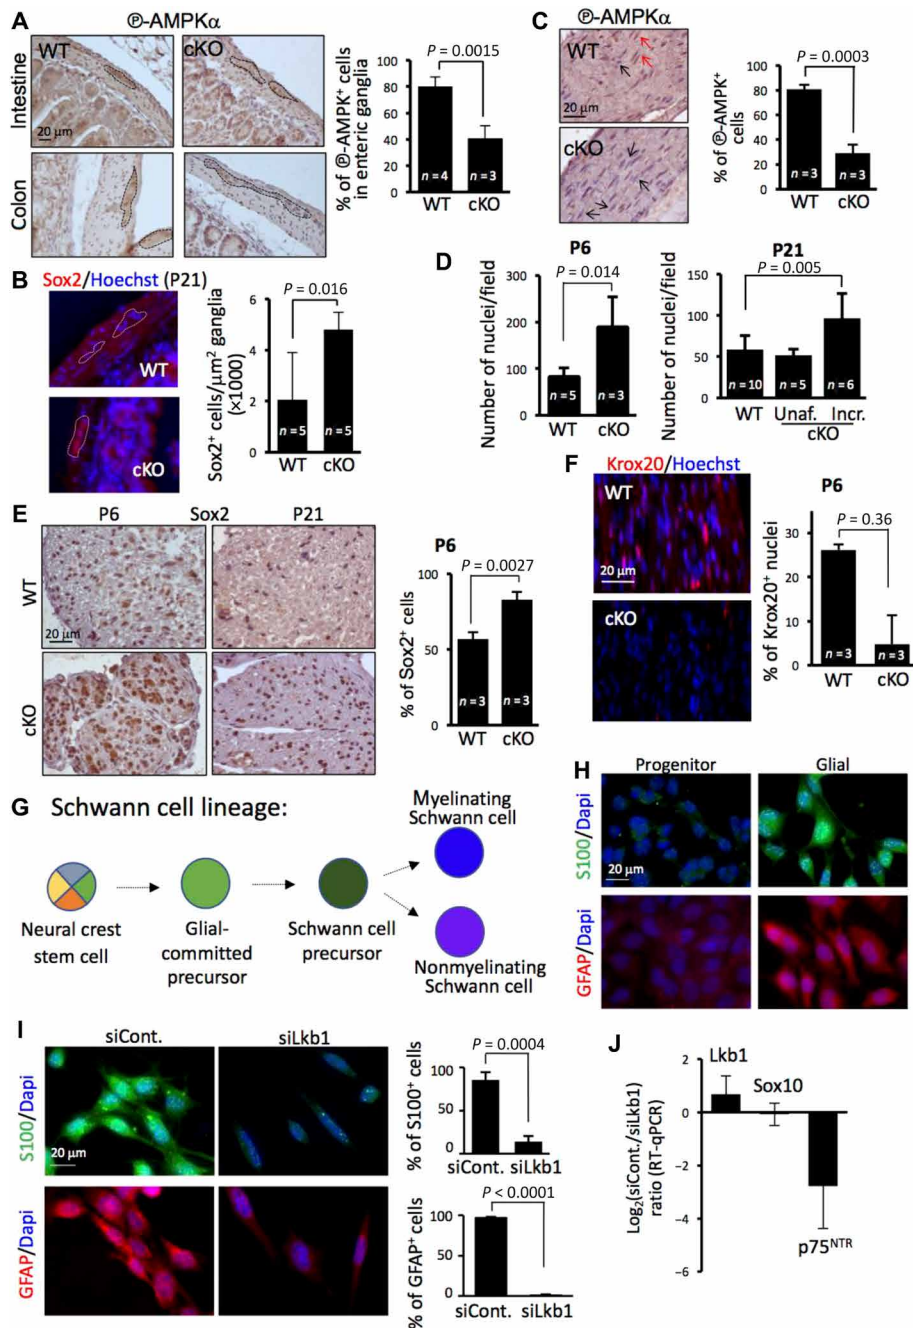 A
Ⓟ-AMPKα
WT
cKO
Intestine
20 μm
Colon
% of Ⓟ-AMPK⁺ cells
in enteric ganglia
P = 0.0015
100
80
60
40
20
0
n = 4
n = 3
WT
cKO
C
Ⓟ-AMPKα
WT
20 μm
cKO
% of Ⓟ-AMPK⁺
cells
P = 0.0003
100
80
60
40
20
0
n = 3
n = 3
WT
cKO
B
Sox2/Hoechst (P21)
WT
cKO
Sox2⁺ cells/μm² ganglia
(×1000)
P = 0.016
6
4
2
0
n = 5
n = 5
WT
cKO
D
P6
Number of nuclei/field
P = 0.014
300
200
100
0
n = 5
n = 3
WT
cKO
P21
Number of nuclei/field
P = 0.005
150
100
50
0
n = 10
n = 5
n = 6
WT
Unaf.
Incr.
cKO
E
P6
Sox2
P21
WT
20 μm
cKO
P6
% of Sox2⁺ cells
P = 0.0027
100
50
0
n = 3
n = 3
WT
cKO
F
Krox20/Hoechst
WT
20 μm
cKO
P6
% of Krox20⁺ nuclei
P = 0.36
30
20
10
0
n = 3
n = 3
WT
cKO
G
Schwann cell lineage:
Neural crest
stem cell
Glial-
committed
precursor
Schwann cell
precursor
Myelinating
Schwann cell
Nonmyelinating
Schwann cell
H
Progenitor
Glial
S100/Dapi
20 μm
GFAP/Dapi
I
siCont.
siLkb1
S100/Dapi
20 μm
GFAP/Dapi
% of S100⁺ cells
P = 0.0004
100
50
0
siCont.
siLkb1
% of GFAP⁺ cells
P < 0.0001
100
50
0
siCont.
siLkb1
J
Log₂(siCont./siLkb1)
ratio (RT-qPCR)
2
0
−2
−4
−6
Lkb1
Sox10
p75ᴺᵀᴿ